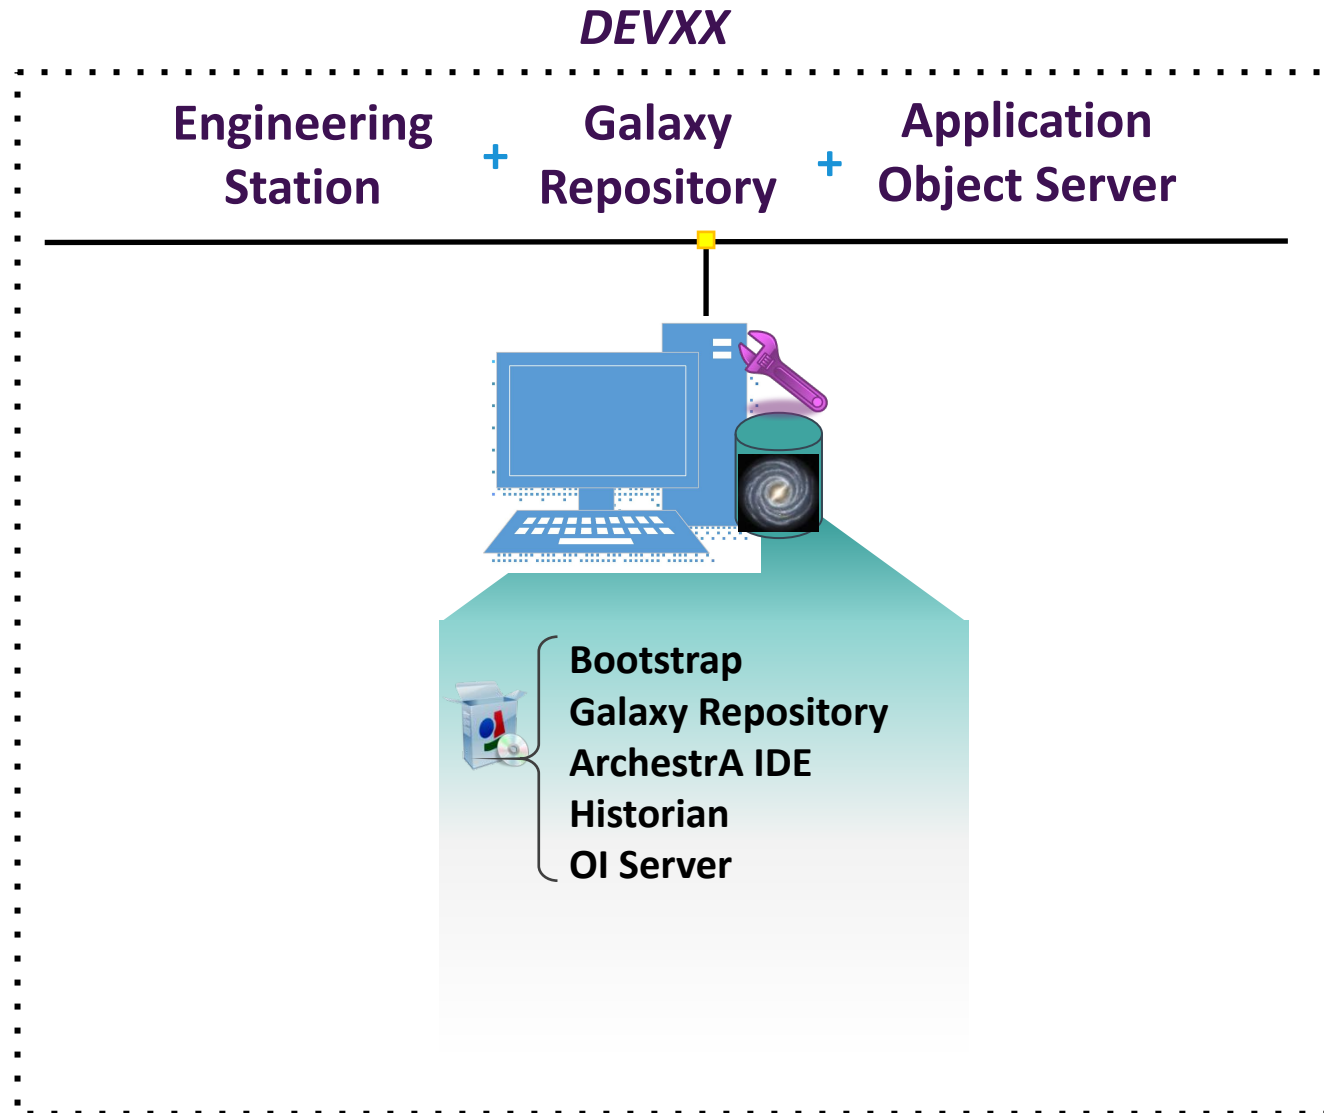 DEVXX
Engineering
Station
+
Galaxy
Repository
+
Application
Object Server
Bootstrap
Galaxy Repository
ArchestrA IDE
Historian
OI Server